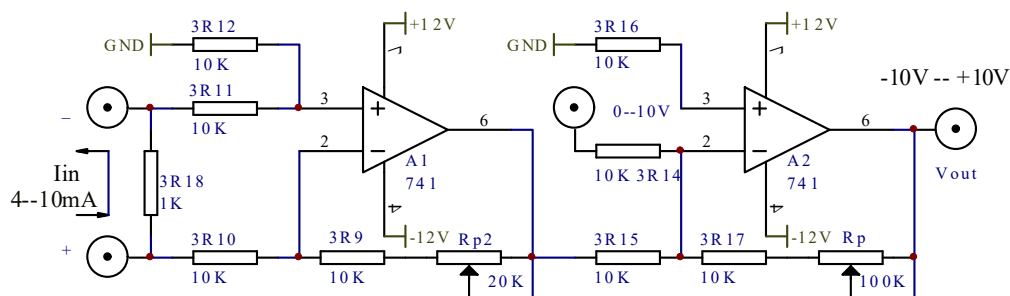 3R12
GND
10K
+12V
7
3R11
10K
3
6
2
A1
741
4
-12V
−
Iin
4--10mA
3R18
1K
+
3R10
10K
3R9
10K
Rp2
20K
3R16
GND
10K
+12V
7
0--10V
3
6
2
10K 3R14
A2
741
4
-12V
-10V -- +10V
Vout
3R15
10K
3R17
10K
Rp
100K